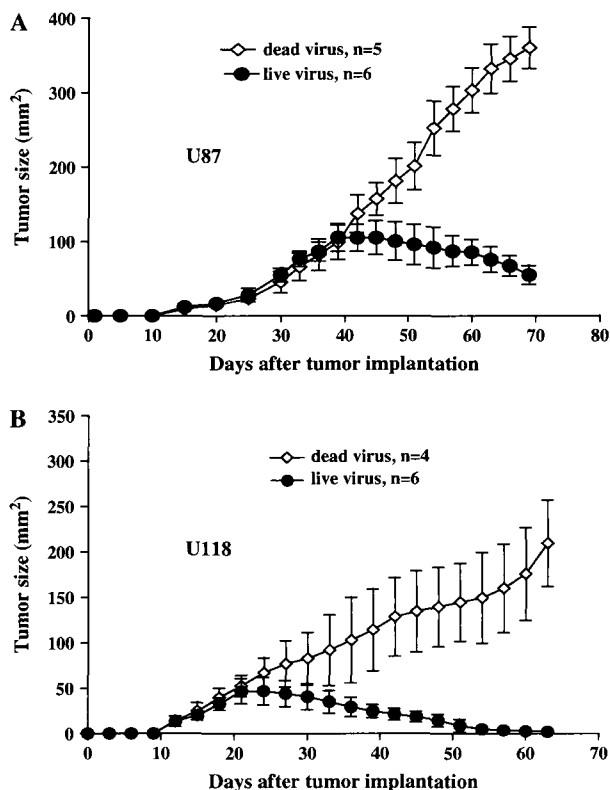 A
400
300
200
100
0
Tumor size (mm²)
dead virus, n=5
live virus, n=6
U87
0 10 20 30 40 50 60 70 80
Days after tumor implantation
B
350
300
250
200
150
100
50
0
Tumor size (mm²)
dead virus, n=4
live virus, n=6
U118
0 10 20 30 40 50 60 70
Days after tumor implantation